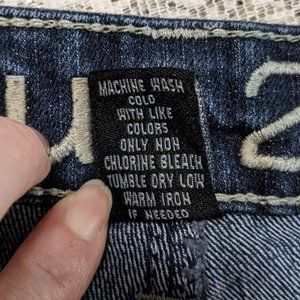 MACHINE WASH
COLD
WITH LIKE
COLORS
ONLY NON
CHLORINE BLEACH
TUMBLE DRY LOW
WARM IRON
IF NEEDED